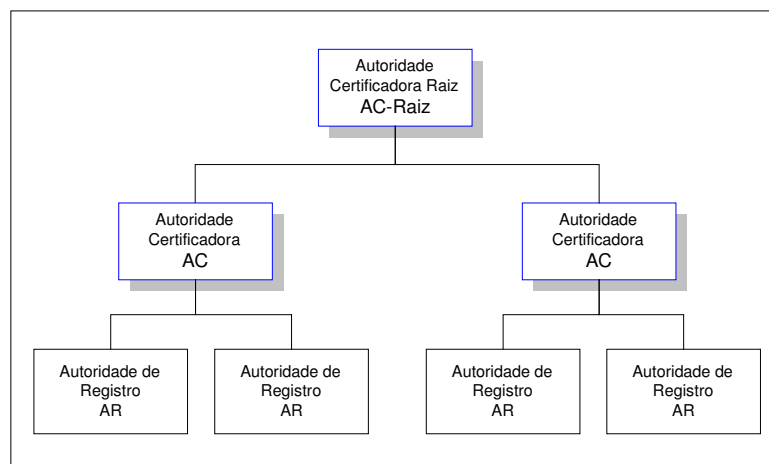 Autoridade
Certificadora Raiz
AC-Raiz
Autoridade
Certificadora
AC
Autoridade
Certificadora
AC
Autoridade de
Registro
AR
Autoridade de
Registro
AR
Autoridade de
Registro
AR
Autoridade de
Registro
AR